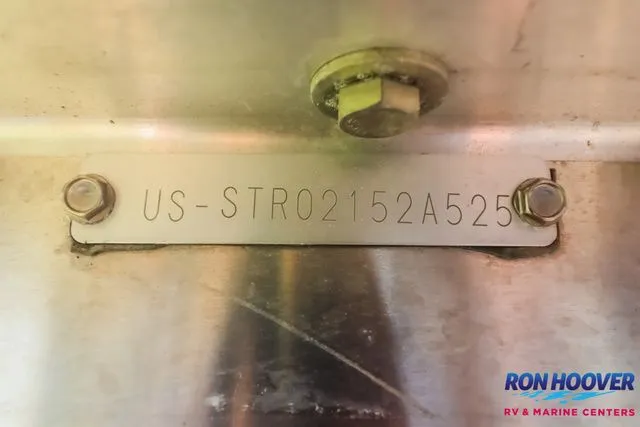 US-STR02152A525
RON HOOVER
RV & MARINE CENTERS